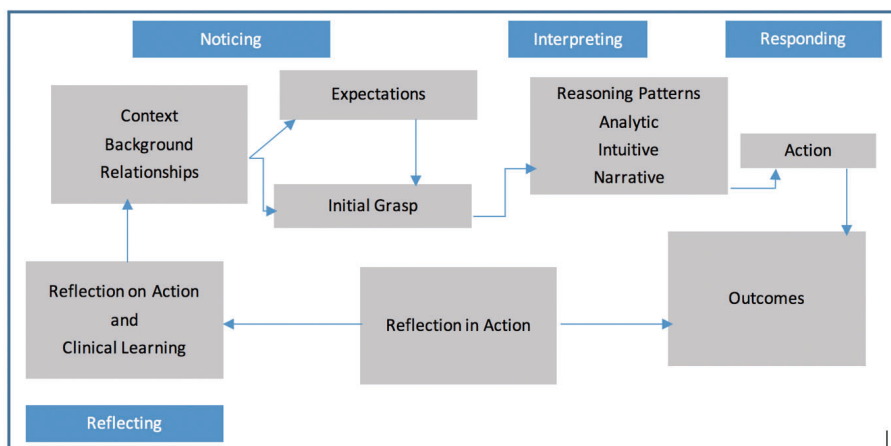 Noticing
Interpreting
Responding
Context
Background
Relationships
Expectations
Initial Grasp
Reasoning Patterns
Analytic
Intuitive
Narrative
Action
Reflection on Action
and
Clinical Learning
Reflection in Action
Outcomes
Reflecting